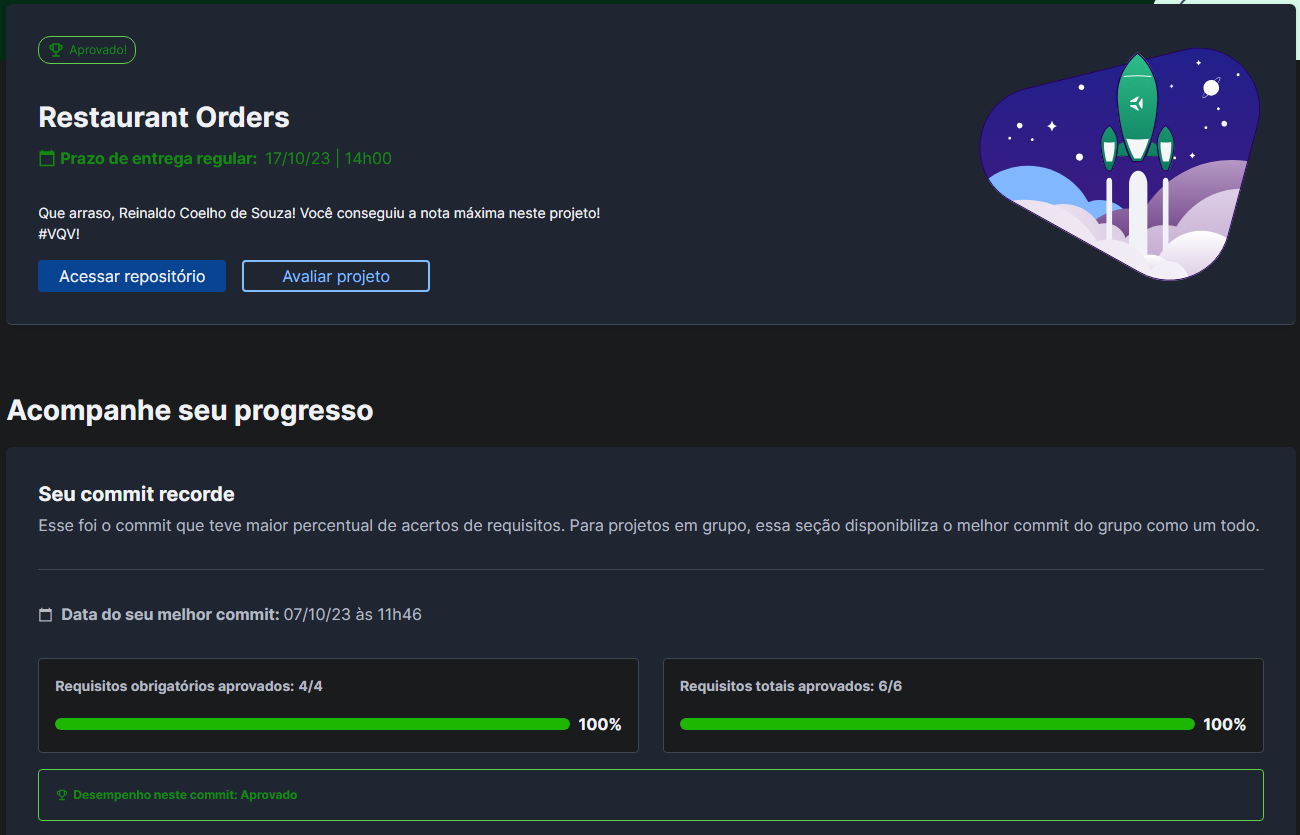 Aprovado!
Restaurant Orders
Prazo de entrega regular: 17/10/23 | 14h00
Que arraso, Reinaldo Coelho de Souza! Você conseguiu a nota máxima neste projeto!
#VQV!
Acessar repositório
Avaliar projeto
Acompanhe seu progresso
Seu commit recorde
Esse foi o commit que teve maior percentual de acertos de requisitos. Para projetos em grupo, essa seção disponibiliza o melhor commit do grupo como um todo.
Data do seu melhor commit: 07/10/23 às 11h46
Requisitos obrigatórios aprovados: 4/4
100%
Requisitos totais aprovados: 6/6
100%
Desempenho neste commit: Aprovado